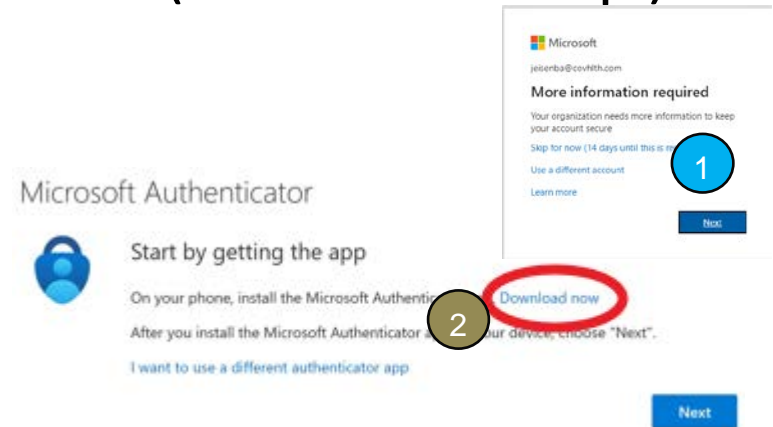 Microsoft
jeisenba@covhlth.com
More information required
Your organization needs more information to keep
your account secure
Skip for now (14 days until this is
1
Use a different account
Learn more
Next
Microsoft Authenticator
Start by getting the app
On your phone, install the Microsoft Download now
2
After you install the Microsoft Authenticator device, choose "Next".
I want to use a different authenticator app
Next